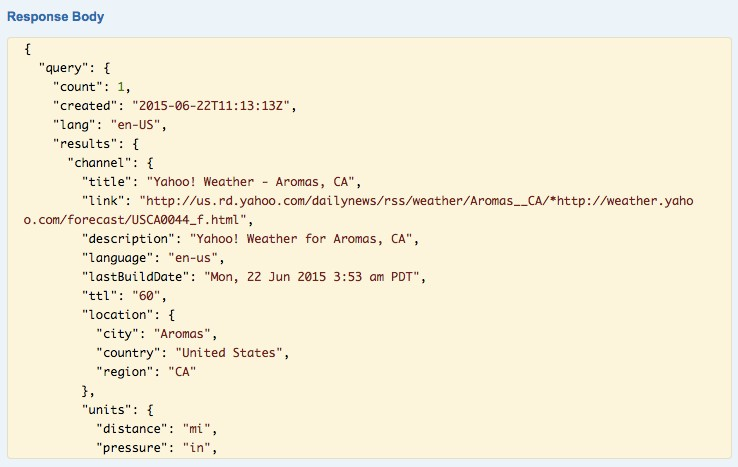 Response Body
{
"query": {
"count": 1,
"created": "2015-06-22T11:13:13Z",
"lang": "en-US",
"results": {
"channel": {
"title": "Yahoo! Weather - Aromas, CA",
"link": "http://us.rd.yahoo.com/dailynews/rss/weather/Aromas__CA/*http://weather.yaho
o.com/forecast/USCA0044_f.html",
"description": "Yahoo! Weather for Aromas, CA",
"language": "en-us",
"lastBuildDate": "Mon, 22 Jun 2015 3:53 am PDT",
"ttl": "60",
"location": {
"city": "Aromas",
"country": "United States",
"region": "CA"
},
"units": {
"distance": "mi",
"pressure": "in",